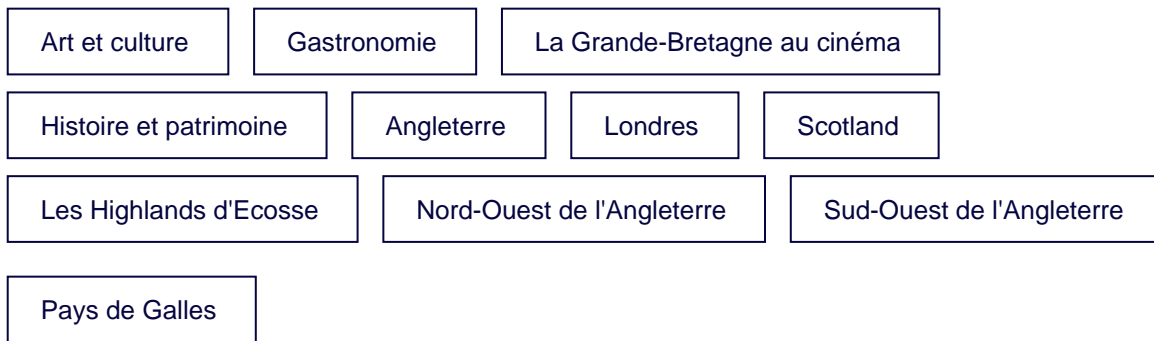 Art et culture Gastronomie La Grande-Bretagne au cinéma
Histoire et patrimoine Angleterre Londres Scotland
Les Highlands d'Ecosse Nord-Ouest de l'Angleterre Sud-Ouest de l'Angleterre
Pays de Galles